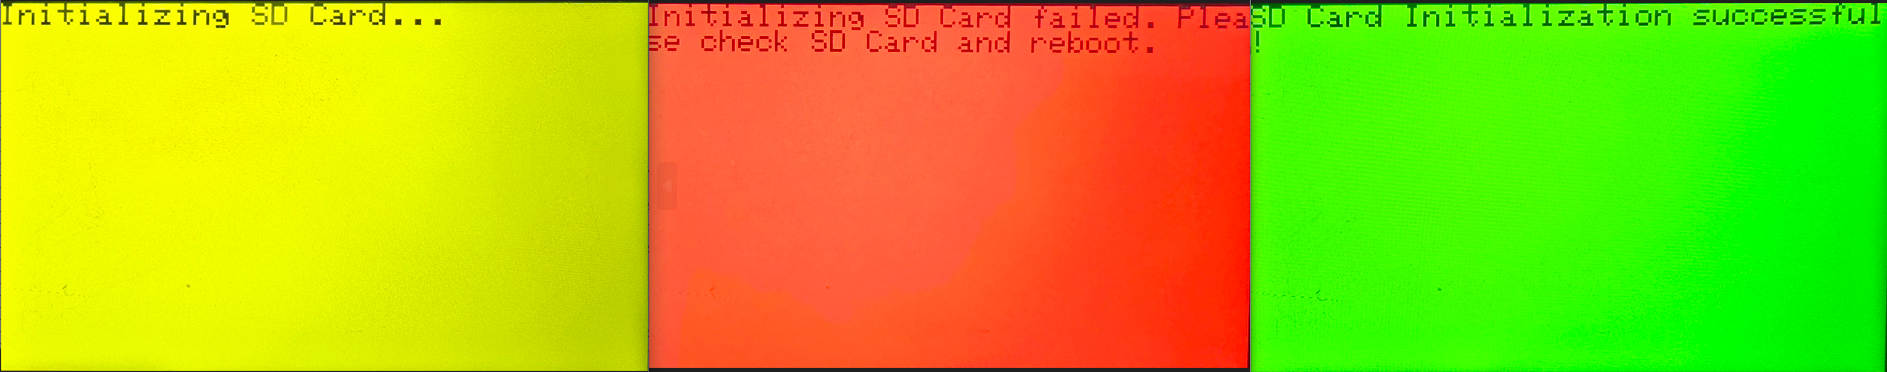 Initializing SD Card...
Initializing SD Card failed. Plea
se check SD Card and reboot.
SD Card Initialization successful
!